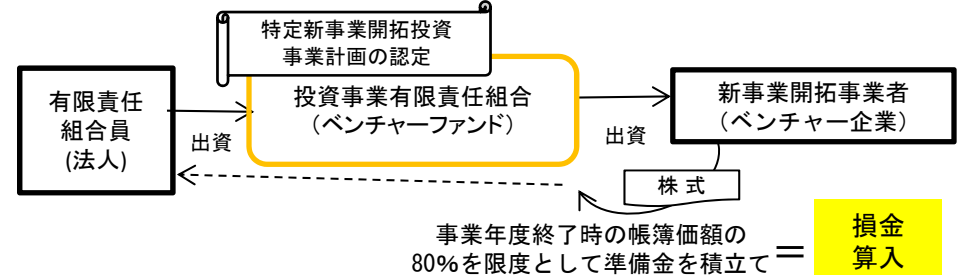 特定新事業開拓投資
事業計画の認定
有限責任
組合員
(法人)
出資
投資事業有限責任組合
（ベンチャーファンド）
出資
新事業開拓事業者
（ベンチャー企業）
株 式
事業年度終了時の帳簿価額の
80%を限度として準備金を積立て
＝
損金
算入